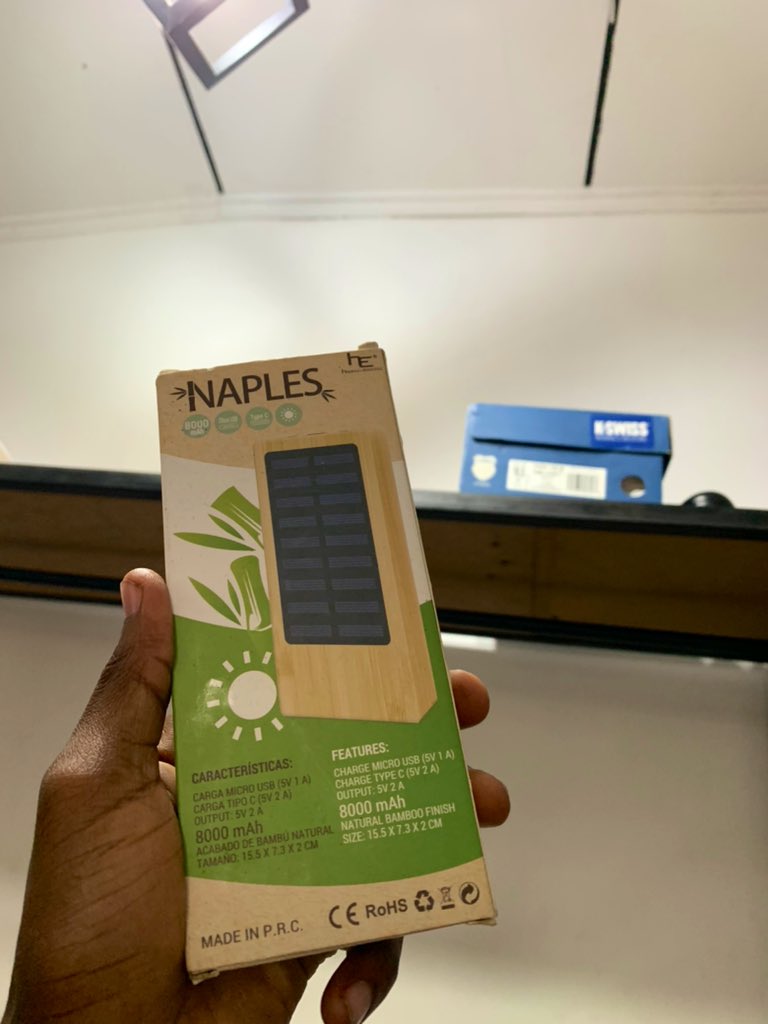 hE
NAPLES
8000
mAh
Type C
K·SWISS
CARACTERÍSTICAS:
CARGA MICRO USB (5V 1 A)
CARGA TIPO C (5V 2 A)
OUTPUT: 5V 2 A
8000 mAh
ACABADO DE BAMBÚ NATURAL
TAMAÑO: 15.5 X 7.3 X 2 CM
FEATURES:
CHARGE MICRO USB (5V 1 A)
CHARGE TYPE C (5V 2 A)
OUTPUT: 5V 2 A
8000 mAh
NATURAL BAMBOO FINISH
SIZE: 15.5 X 7.3 X 2 CM
MADE IN P.R.C.
CE RoHS